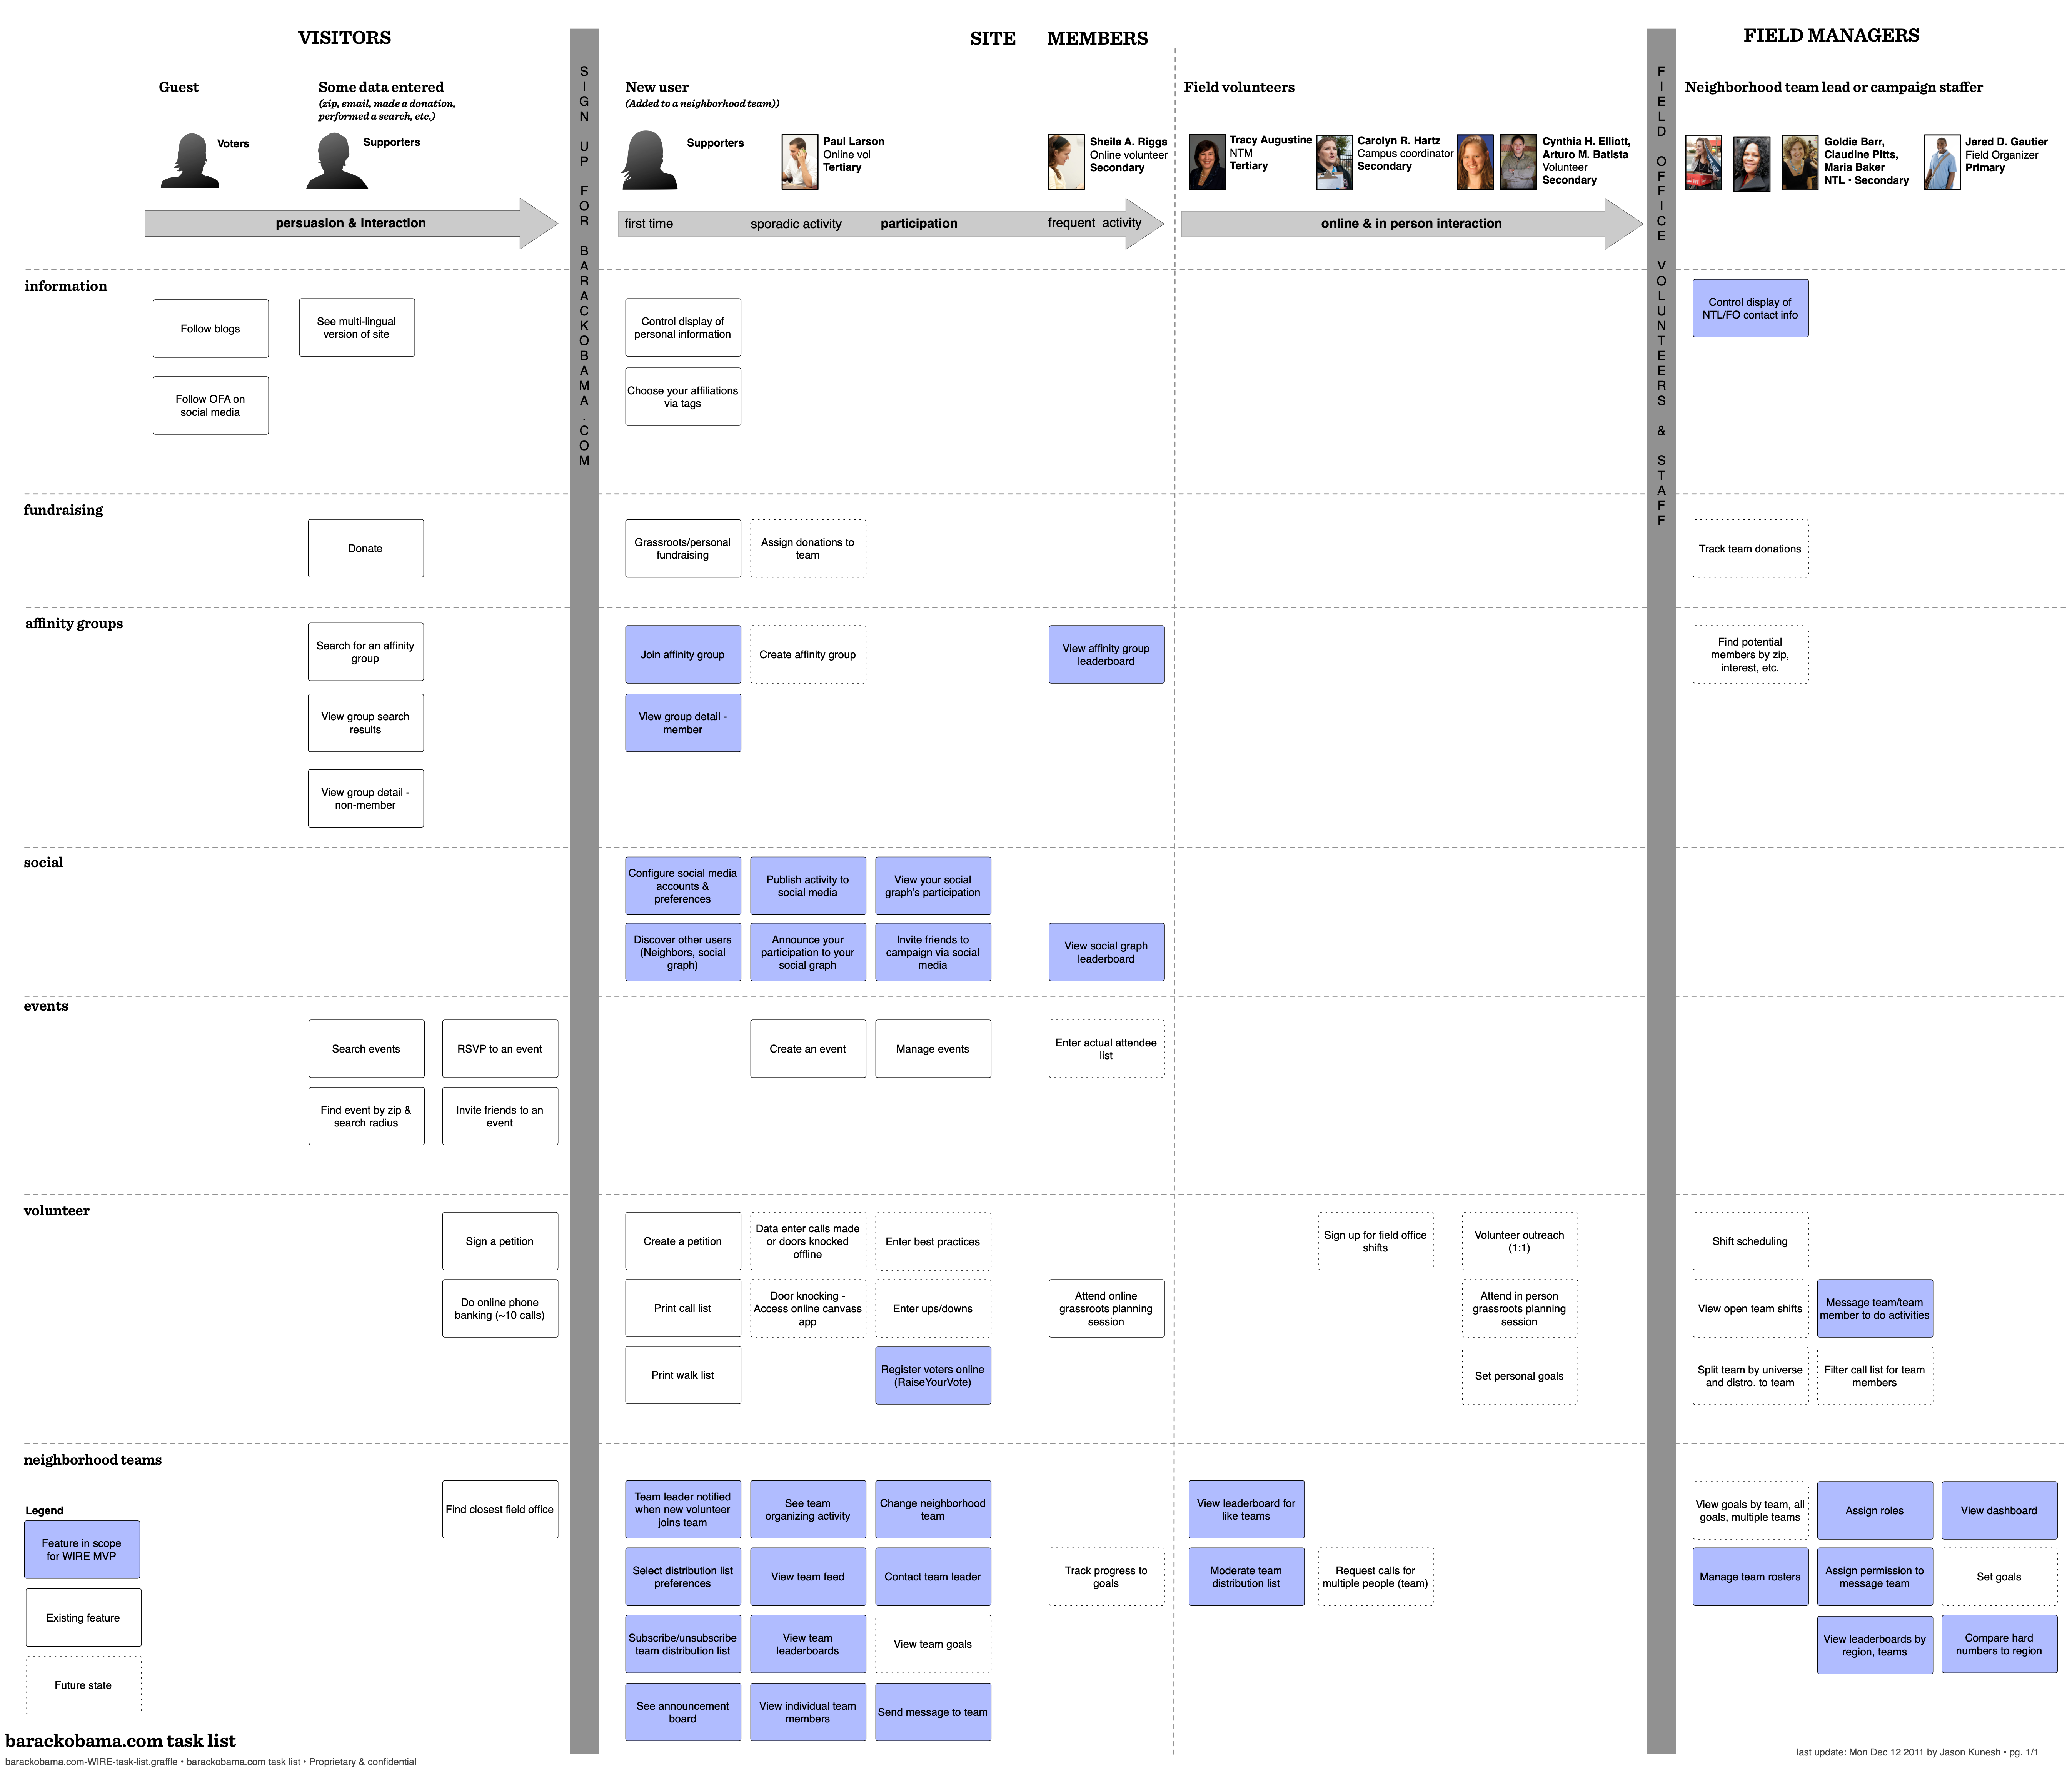 VISITORS
SITE MEMBERS
FIELD MANAGERS
Guest
Some data entered
(zip, email, made a donation,
performed a search, etc.)
Voters
Supporters
persuasion & interaction
SIGN UP FOR BARACKOBAMA.COM
New user
(Added to a neighborhood team))
Supporters
Paul Larson
Online vol
Tertiary
Sheila A. Riggs
Online volunteer
Secondary
first time
sporadic activity
participation
frequent activity
Field volunteers
Tracy Augustine
NTM
Tertiary
Carolyn R. Hartz
Campus coordinator
Secondary
Cynthia H. Elliott,
Arturo M. Batista
Volunteer
Secondary
online & in person interaction
FIELD OFFICE VOLUNTEERS & STAFF
Neighborhood team lead or campaign staffer
Goldie Barr,
Claudine Pitts,
Maria Baker
NTL • Secondary
Jared D. Gautier
Field Organizer
Primary
information
Follow blogs
See multi-lingual
version of site
Follow OFA on
social media
Control display of
personal information
Choose your affiliations
via tags
Control display of
NTL/FO contact info
fundraising
Donate
Grassroots/personal
fundraising
Assign donations to
team
Track team donations
affinity groups
Search for an affinity
group
View group search
results
View group detail -
non-member
Join affinity group
Create affinity group
View affinity group
leaderboard
View group detail -
member
Find potential
members by zip,
interest, etc.
social
Configure social media
accounts &
preferences
Publish activity to
social media
View your social
graph's participation
Discover other users
(Neighbors, social
graph)
Announce your
participation to your
social graph
Invite friends to
campaign via social
media
View social graph
leaderboard
events
Search events
RSVP to an event
Find event by zip &
search radius
Invite friends to an
event
Create an event
Manage events
Enter actual attendee
list
volunteer
Sign a petition
Do online phone
banking (~10 calls)
Create a petition
Data enter calls made
or doors knocked
offline
Enter best practices
Print call list
Door knocking -
Access online canvass
app
Enter ups/downs
Attend online
grassroots planning
session
Print walk list
Register voters online
(RaiseYourVote)
Sign up for field office
shifts
Volunteer outreach
(1:1)
Attend in person
grassroots planning
session
Set personal goals
Shift scheduling
View open team shifts
Message team/team
member to do activities
Split team by universe
and distro. to team
Filter call list for team
members
neighborhood teams
Find closest field office
Team leader notified
when new volunteer
joins team
See team
organizing activity
Change neighborhood
team
Select distribution list
preferences
View team feed
Contact team leader
Track progress to
goals
Subscribe/unsubscribe
team distribution list
View team
leaderboards
View team goals
See announcement
board
View individual team
members
Send message to team
View leaderboard for
like teams
Moderate team
distribution list
Request calls for
multiple people (team)
View goals by team, all
goals, multiple teams
Assign roles
View dashboard
Manage team rosters
Assign permission to
message team
Set goals
View leaderboards by
region, teams
Compare hard
numbers to region
Legend
Feature in scope
for WIRE MVP
Existing feature
Future state
barackobama.com task list
barackobama.com-WIRE-task-list.graffle • barackobama.com task list • Proprietary & confidential
last update: Mon Dec 12 2011 by Jason Kunesh • pg. 1/1